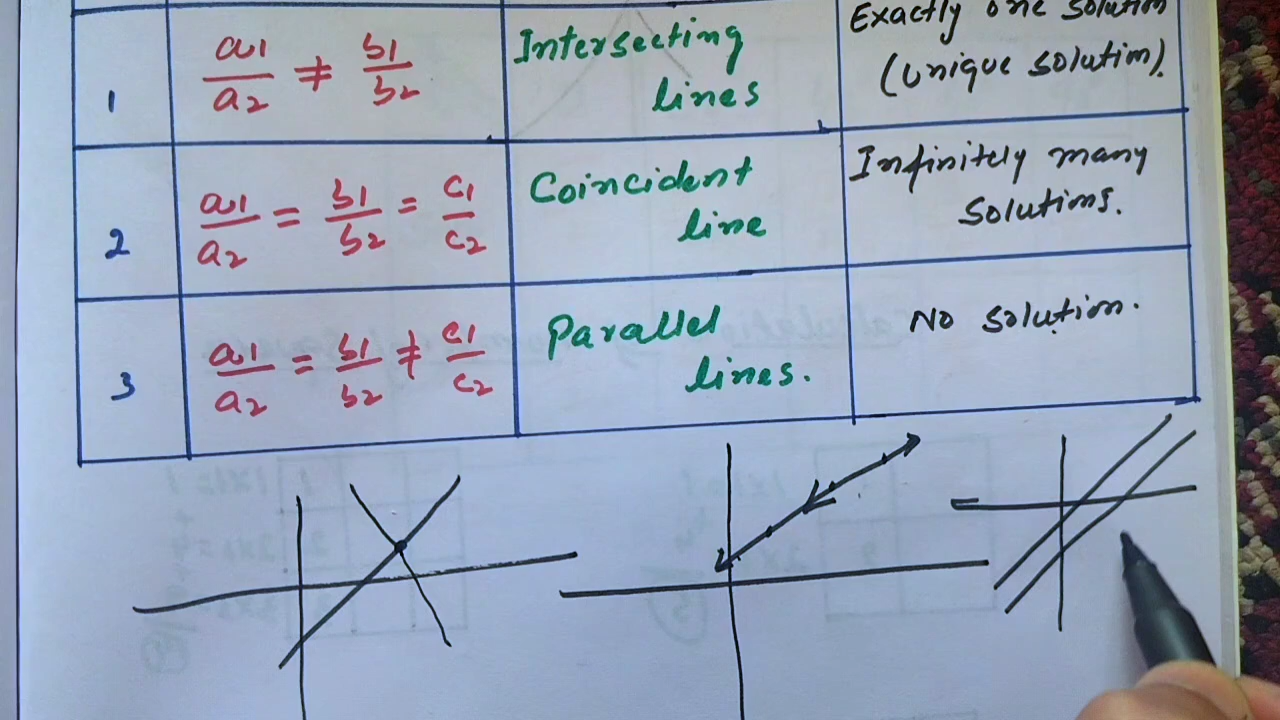 1
a1/a2 ≠ b1/b2
Intersecting
lines
Exactly one solution
(Unique solution).
2
a1/a2 = b1/b2 = c1/c2
Coincident
line
Infinitely many
solutions.
3
a1/a2 = b1/b2 ≠ c1/c2
Parallel
lines.
No solution.